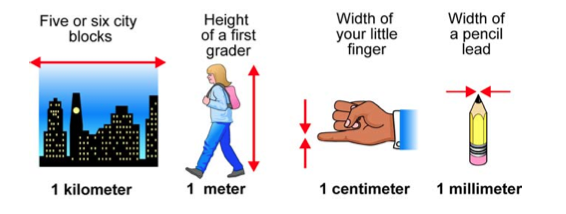 Five or six city
blocks
Height
of a first
grader
Width of
your little
finger
Width of
a pencil
lead
1 kilometer
1 meter
1 centimeter
1 millimeter